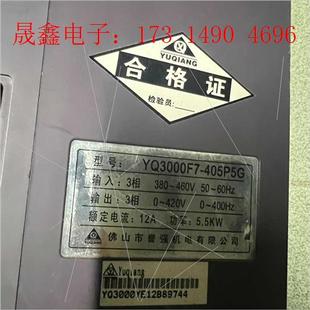 晟鑫电子：173 1490 4696
YUQIANG
合格证
检验员:
型号: YQ3000F7-405P5G
输入: 3相 380~460V 50~60Hz
输出: 3相 0~420V 0~400Hz
额定电流: 12A 功率: 5.5KW
佛山市誉强机电有限公司
Yuqiang
YQ3000YE12B89744